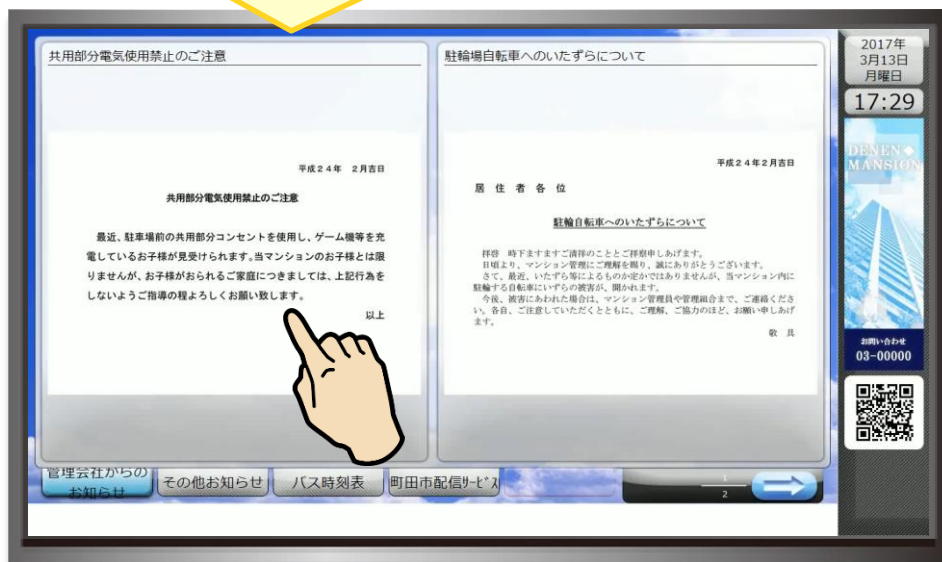 共用部分電気使用禁止のご注意
平成24年 2月吉日
共用部分電気使用禁止のご注意
最近、駐車場前の共用部分コンセントを使用し、ゲーム機等を充
電しているお子様が見受けられます。当マンションのお子様とは限
りませんが、お子様がおられるご家庭につきましては、上記行為を
しないようご指導の程よろしくお願い致します。
以上
駐輪場自転車へのいたずらについて
平成24年2月吉日
居住者各位
駐輪自転車へのいたずらについて
拝啓 時下ますますご清祥のこととご拝察申しあげます。
日頃より、マンション管理にご理解を賜り、誠にありがとうございます。
さて、最近、いたずら等によるものか定かではありませんが、当マンション内に
駐輪する自転車にいずらの被害が、聞かれます。
今後、被害にあわれた場合は、マンション管理員や管理組合まで、ご連絡くださ
い。各自、ご注意していただくとともに、ご理解、ご協力のほど、お願い申しあげ
ます。
敬具
2017年
3月13日
月曜日
17:29
DENEN◆
MANSION
お問い合わせ
03-00000
管理会社からの
お知らせ
その他お知らせ
バス時刻表
町田市配信サービス
1
2